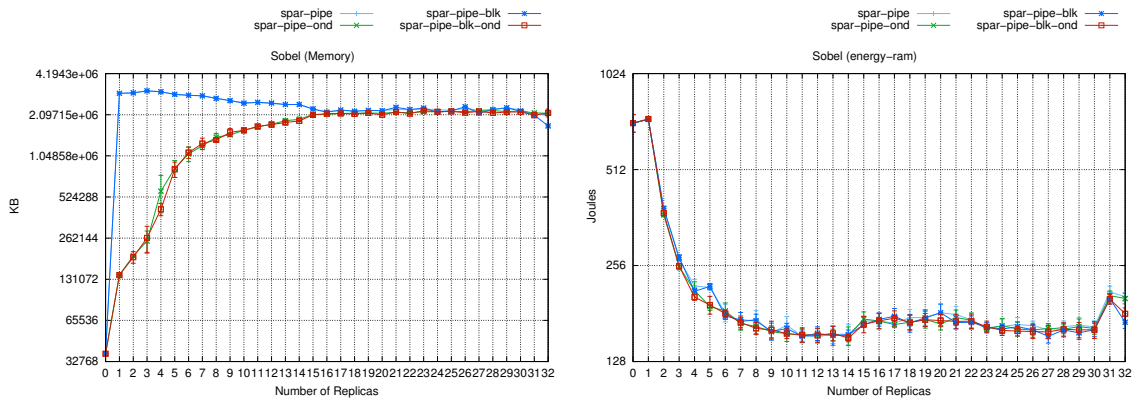 spar-pipe
spar-pipe-blk
spar-pipe-ond
spar-pipe-blk-ond
Sobel (Memory)
4.1943e+06
2.09715e+06
1.04858e+06
524288
262144
131072
65536
32768
KB
0 1 2 3 4 5 6 7 8 9 10 11 12 13 14 15 16 17 18 19 20 21 22 23 24 25 26 27 28 29 30 31 32
Number of Replicas
spar-pipe
spar-pipe-blk
spar-pipe-ond
spar-pipe-blk-ond
Sobel (energy-ram)
1024
512
256
128
Joules
0 1 2 3 4 5 6 7 8 9 10 11 12 13 14 15 16 17 18 19 20 21 22 23 24 25 26 27 28 29 30 31 32
Number of Replicas